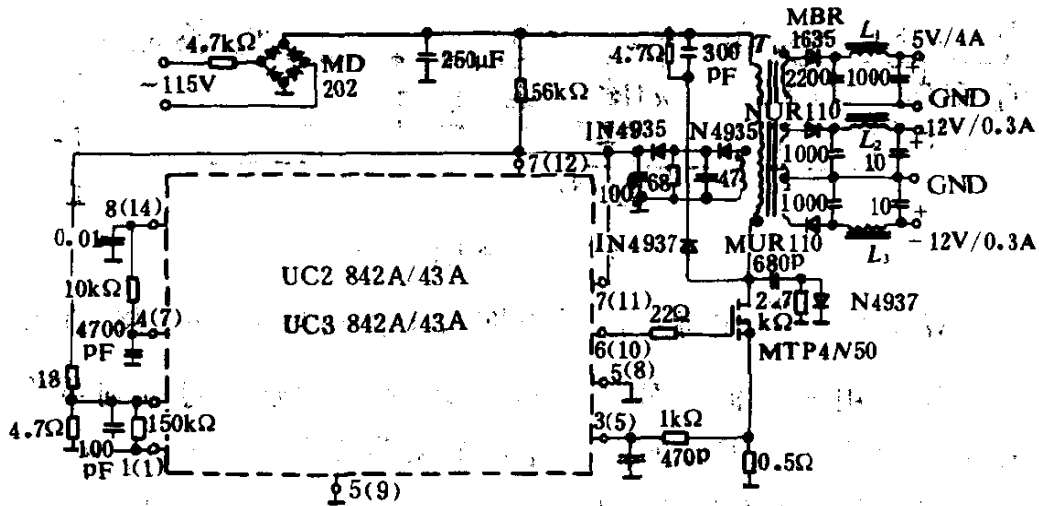 MBR
1635
L₁
5V/4A
4.7kΩ
MD
202
~115V
250μF
4.7Ω
300
pF
T
2200
1000
+
GND
56kΩ
NUR110
12V/0.3A
+
IN4935
N4935
1000
L₂
10
7(12)
100
68
47
GND
8(14)
1000
10
+
0.01
IN4937
MUR110
L₃
-12V/0.3A
10kΩ
UC2 842A/43A
7(11)
680p
2.7
kΩ
N4937
4700
pF
4(7)
UC3 842A/43A
22Ω
6(10)
MTP4N50
5(8)
18
4.7Ω
150kΩ
3(5)
1kΩ
100
pF
1(1)
470p
0.5Ω
5(9)